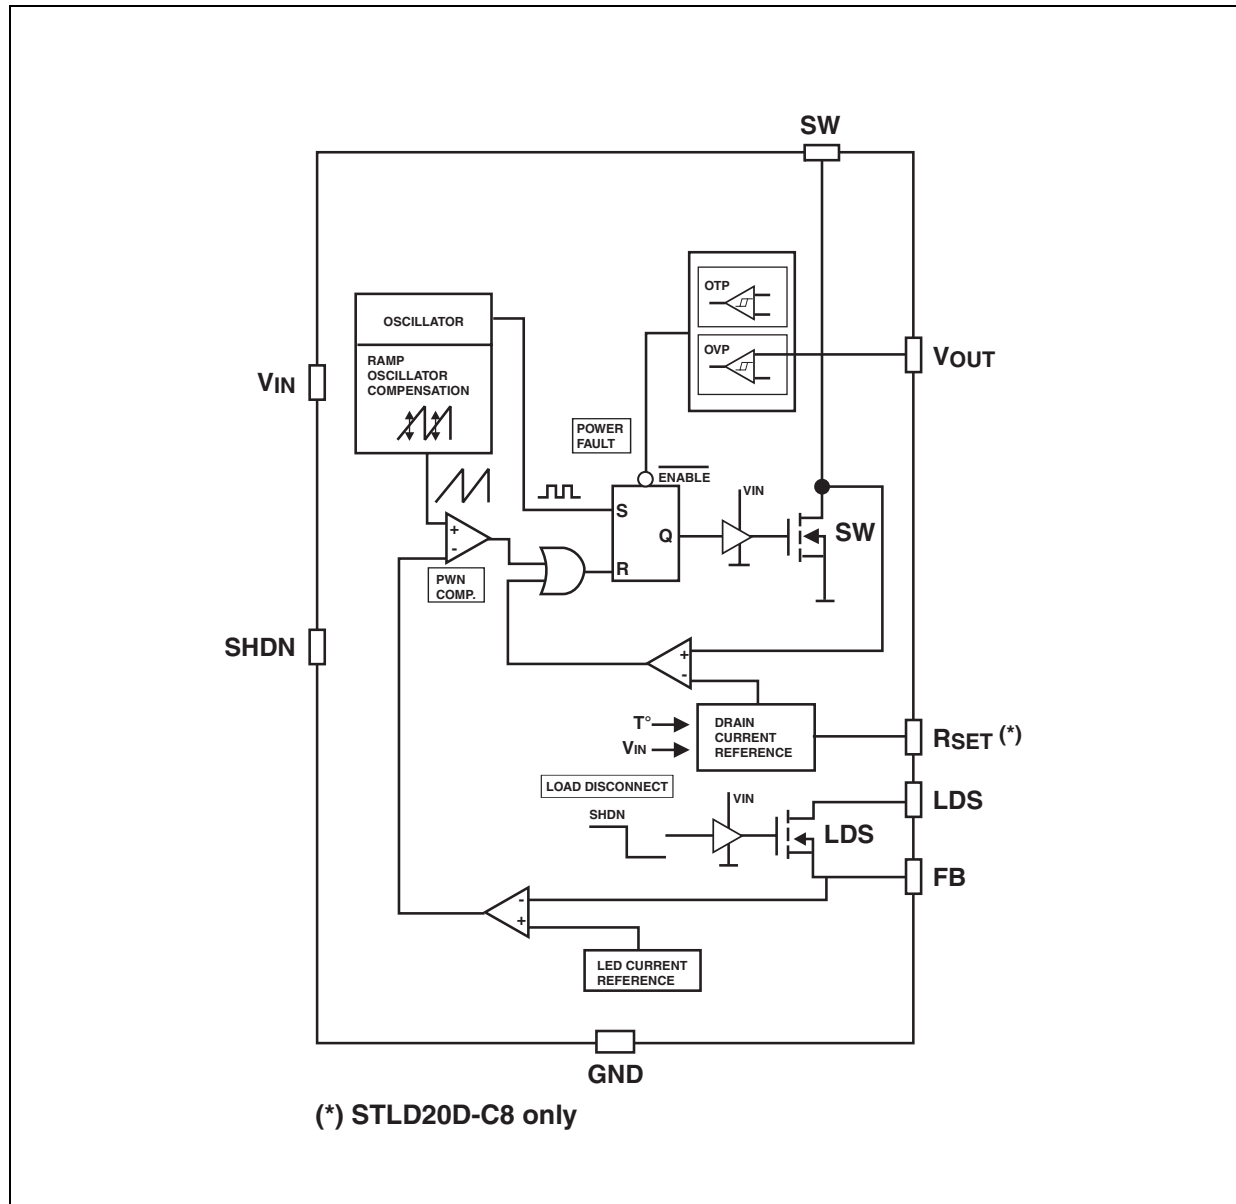 SW
OTP
OSCILLATOR
OVP
VOUT
RAMP
OSCILLATOR
COMPENSATION
VIN
POWER
FAULT
ENABLE
VIN
S
+
Q
SW
-
R
PWN
COMP.
SHDN
+
-
T°
DRAIN
CURRENT
REFERENCE
VIN
RSET (*)
LOAD DISCONNECT
VIN
LDS
SHDN
LDS
FB
-
+
LED CURRENT
REFERENCE
GND
(*) STLD20D-C8 only